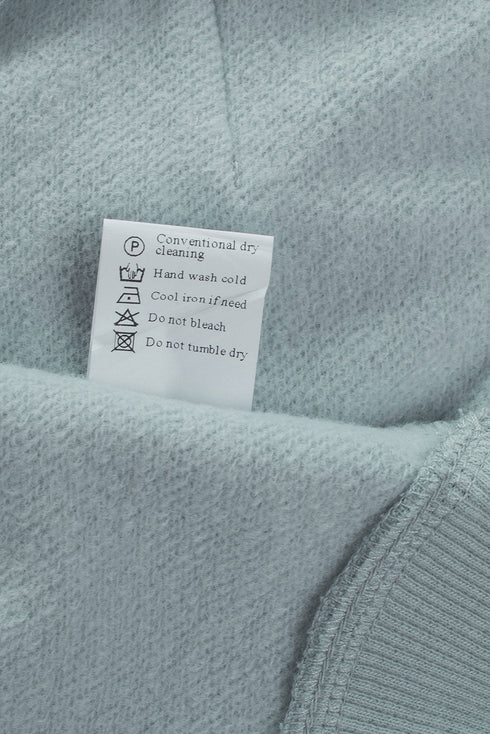 P Conventional dry
cleaning
Hand wash cold
Cool iron if need
Do not bleach
Do not tumble dry